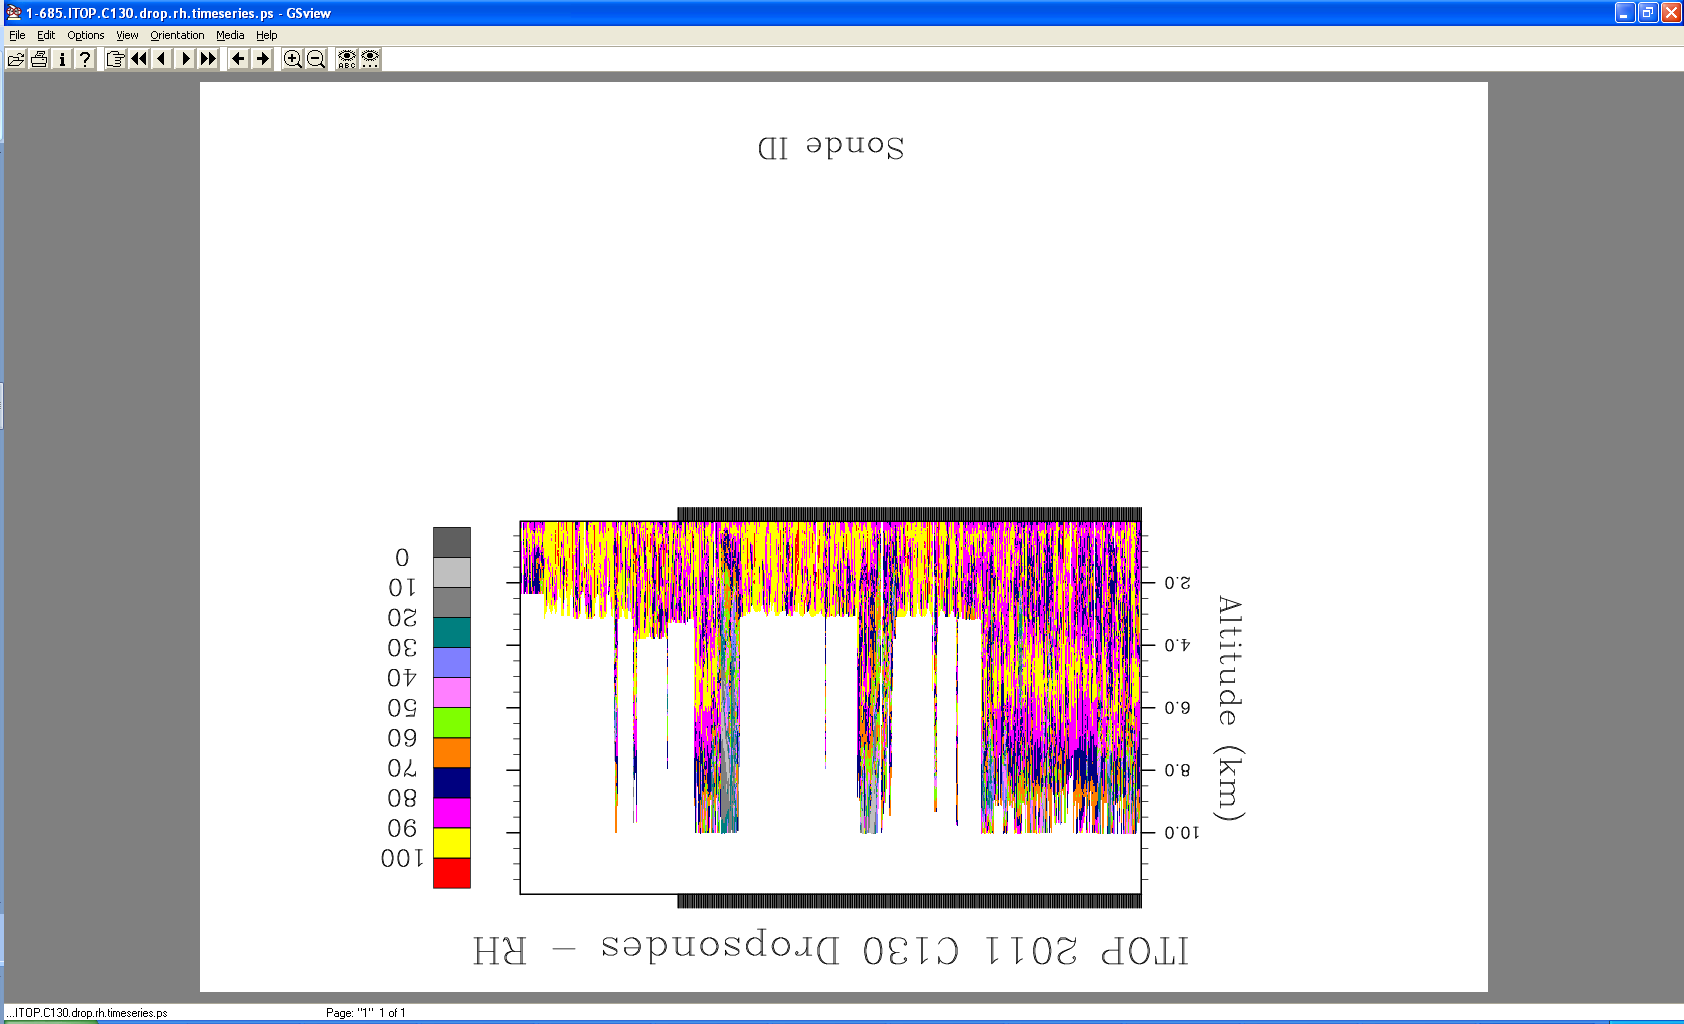 1-685.ITOP.C130.drop.rh.timeseries.ps - GSview
File Edit Options View Orientation Media Help
Sonde ID
0
10
20
30
40
50
60
70
80
90
100
2.0
4.0
6.0
8.0
10.0
Altitude (km)
ITOP 2011 C130 Dropsondes - RH
...ITOP.C130.drop.rh.timeseries.ps Page: "1" 1 of 1